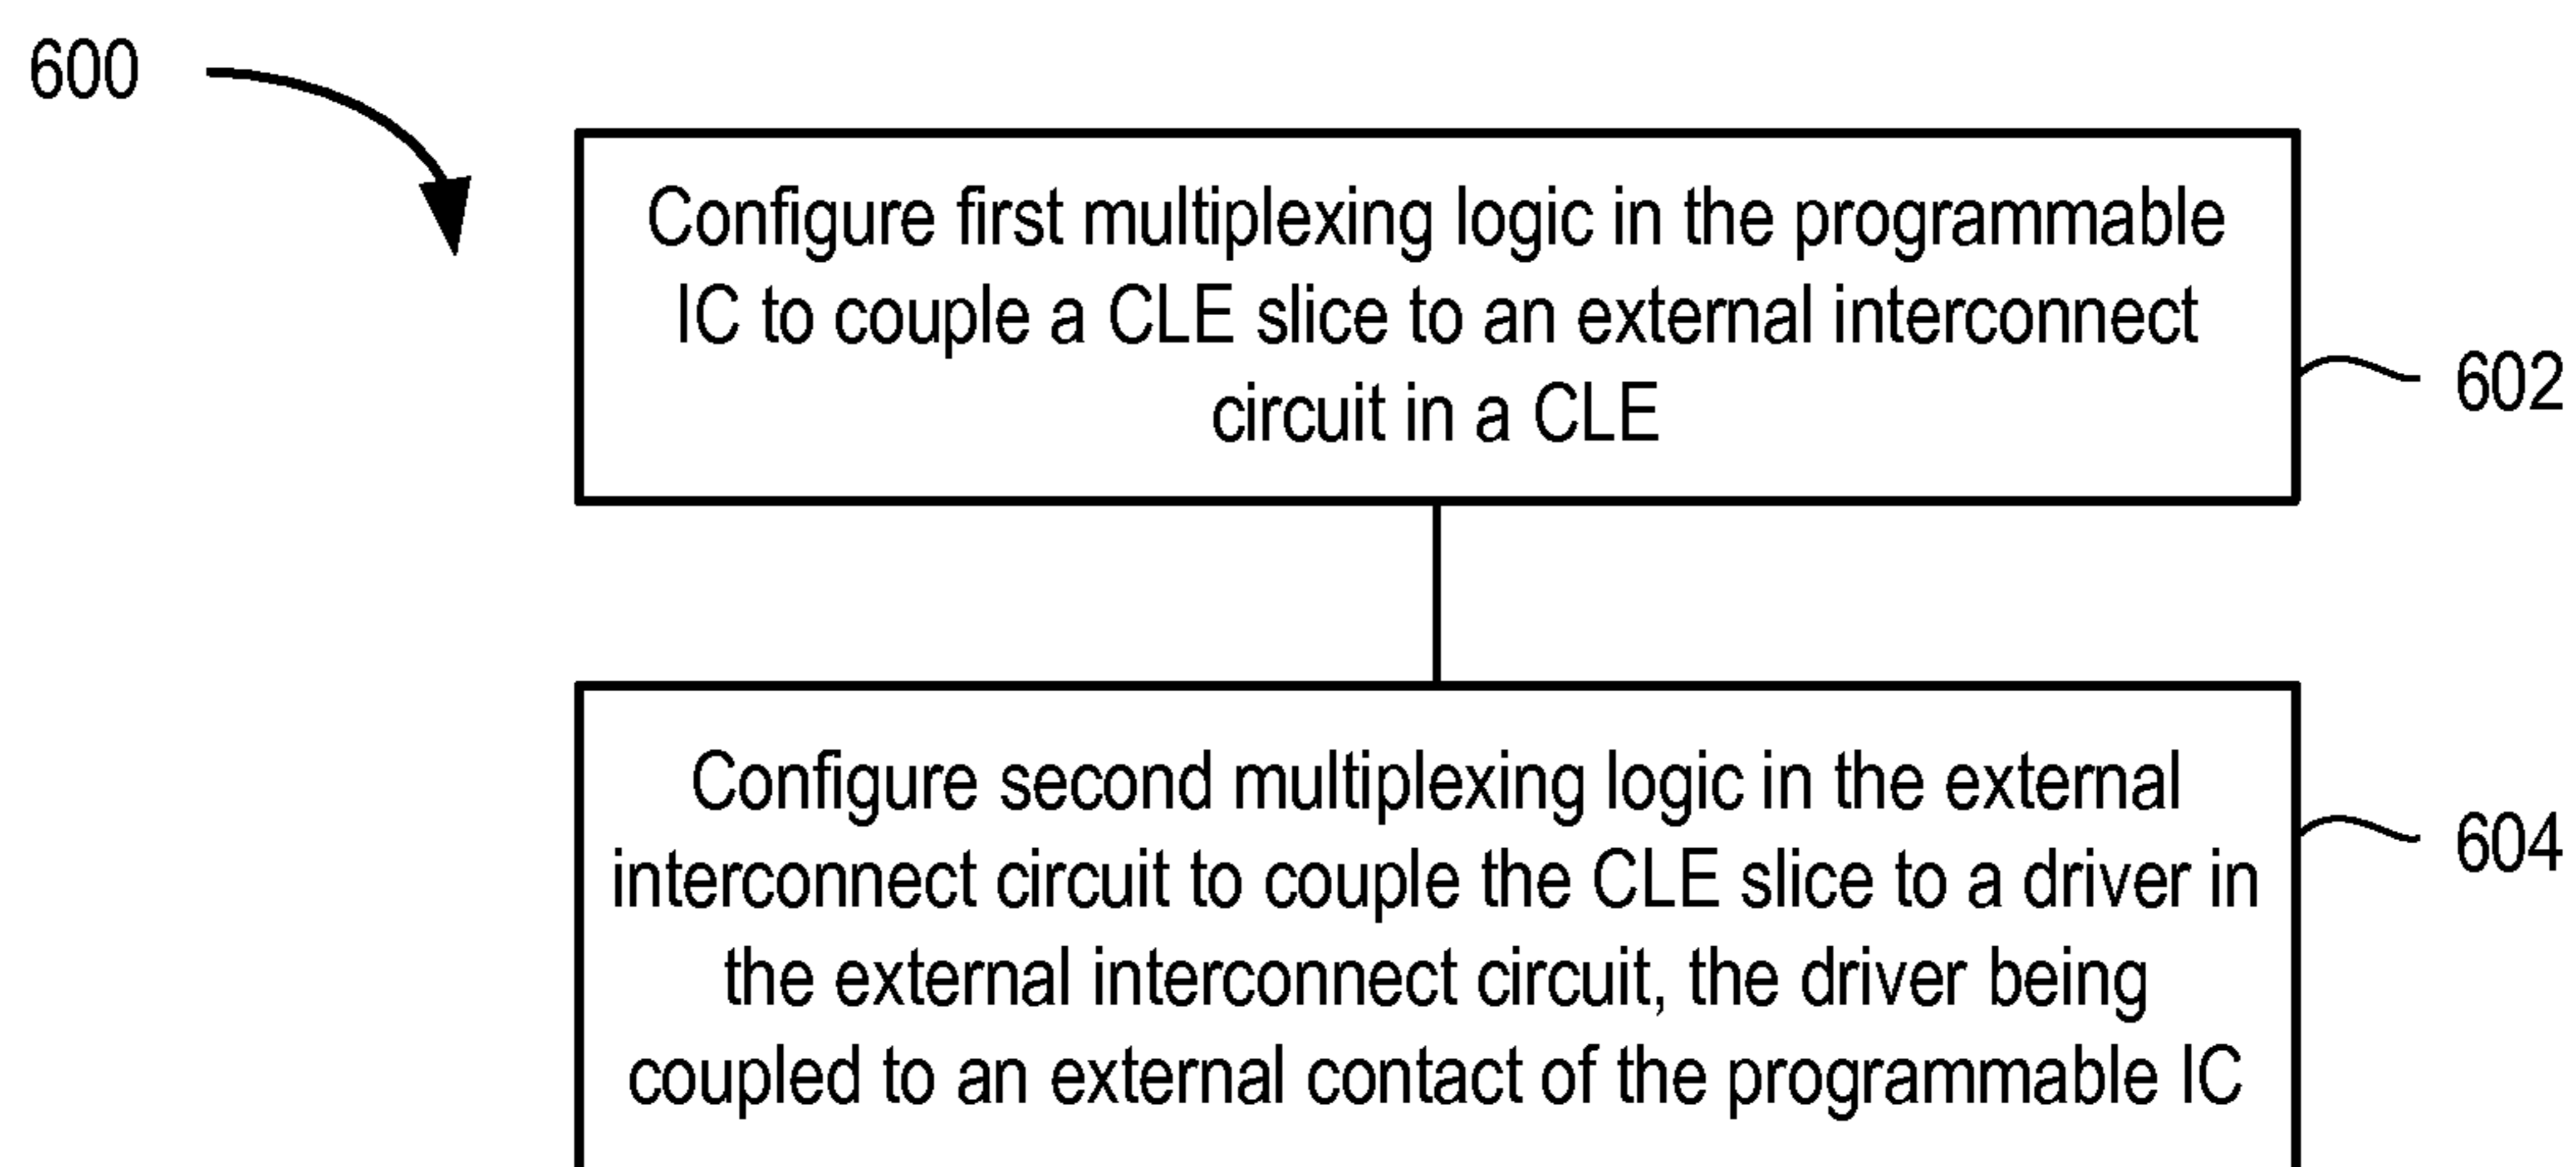 600
Configure first multiplexing logic in the programmable
IC to couple a CLE slice to an external interconnect
circuit in a CLE
602
Configure second multiplexing logic in the external
interconnect circuit to couple the CLE slice to a driver in
the external interconnect circuit, the driver being
coupled to an external contact of the programmable IC
604